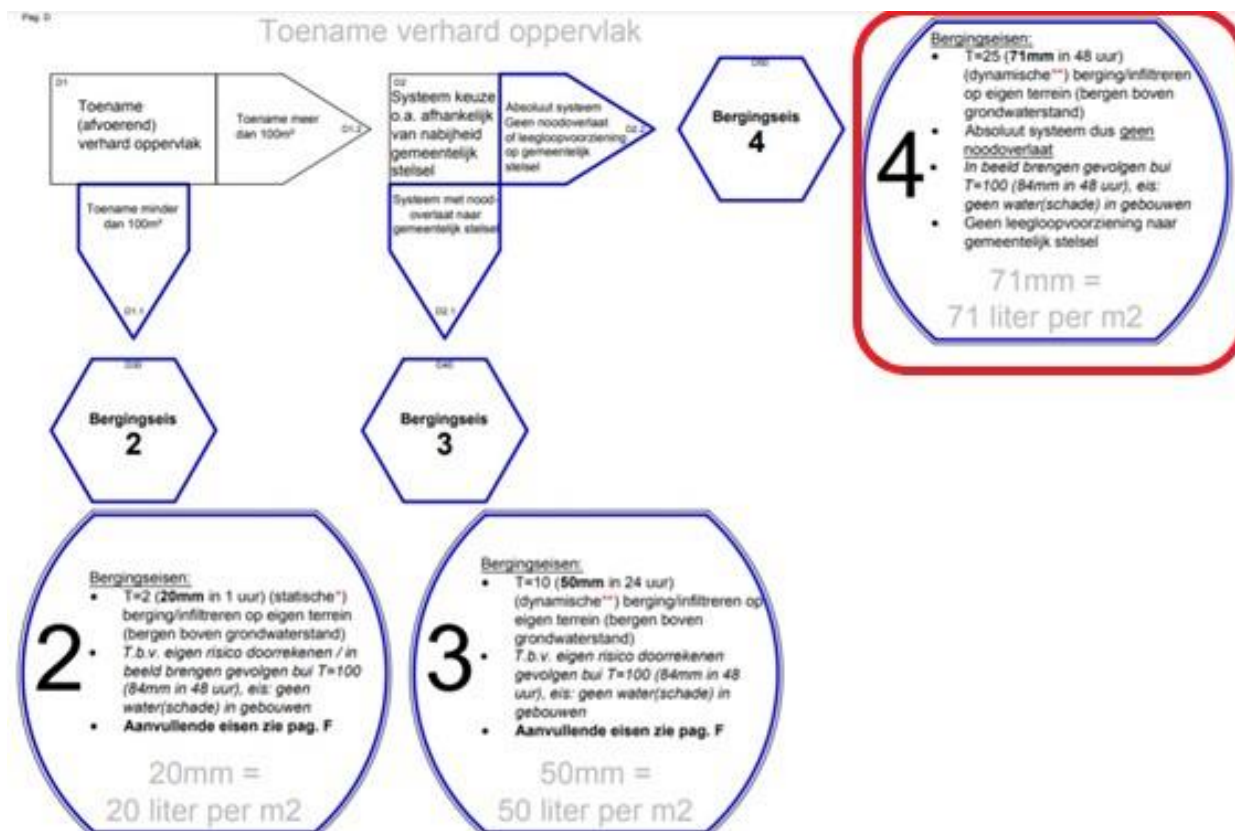 Pag. D
Toename verhard oppervlak
D1
Toename
(afvoerend)
verhard oppervlak
Toename meer
dan 100m²
D1.2
D2
Systeem keuze
o.a. afhankelijk
van nabijheid
gemeentelijk
stelsel
Absoluut systeem
Geen noodoverlaat
of leegloopvoorziening
op gemeentelijk
stelsel
D2.2
D50
Bergingseis
4
Toename minder
dan 100m²
D1.1
Systeem met nood-
overlaat naar
gemeentelijk stelsel
D2.1
4
Bergingseisen:
• T=25 (71mm in 48 uur)
(dynamische**) berging/infiltreren
op eigen terrein (bergen boven
grondwaterstand)
• Absoluut systeem dus geen
noodoverlaat
• In beeld brengen gevolgen bui
T=100 (84mm in 48 uur), eis:
geen water(schade) in gebouwen
• Geen leegloopvoorziening naar
gemeentelijk stelsel
71mm =
71 liter per m2
D30
Bergingseis
2
D40
Bergingseis
3
2
Bergingseisen:
• T=2 (20mm in 1 uur) (statische*)
berging/infiltreren op eigen terrein
(bergen boven grondwaterstand)
• T.b.v. eigen risico doorrekenen / in
beeld brengen gevolgen bui T=100
(84mm in 48 uur), eis: geen
water(schade) in gebouwen
• Aanvullende eisen zie pag. F
20mm =
20 liter per m2
3
Bergingseisen:
• T=10 (50mm in 24 uur)
(dynamische**) berging/infiltreren op
eigen terrein (bergen boven
grondwaterstand)
• T.b.v. eigen risico doorrekenen
gevolgen bui T=100 (84mm in 48
uur), eis: geen water(schade) in
gebouwen
• Aanvullende eisen zie pag. F
50mm =
50 liter per m2